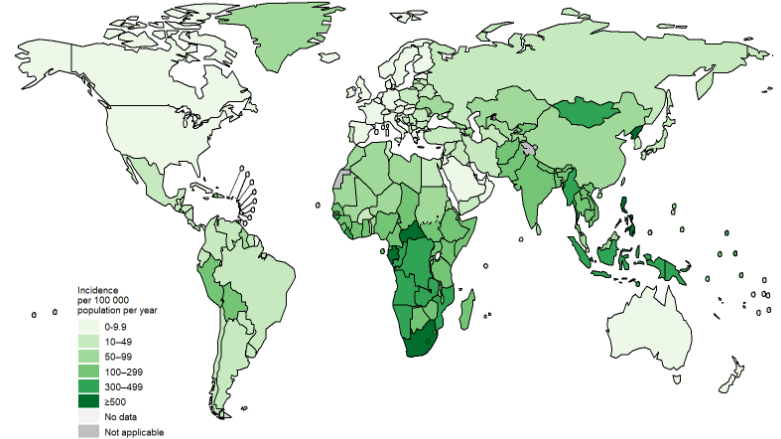 Incidence
per 100 000
population per year
0-9.9
10–49
50–99
100–299
300–499
≥500
No data
Not applicable